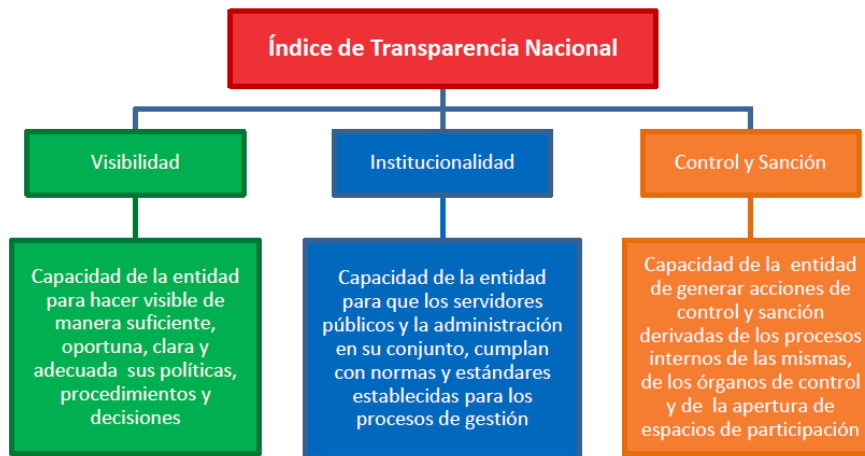 Índice de Transparencia Nacional
Visibilidad
Institucionalidad
Control y Sanción
Capacidad de la entidad
para hacer visible de
manera suficiente,
oportuna, clara y
adecuada sus políticas,
procedimientos y
decisiones
Capacidad de la entidad
para que los servidores
públicos y la administración
en su conjunto, cumplan
con normas y estándares
establecidas para los
procesos de gestión
Capacidad de la entidad
de generar acciones de
control y sanción
derivadas de los procesos
internos de las mismas,
de los órganos de control
y de la apertura de
espacios de participación